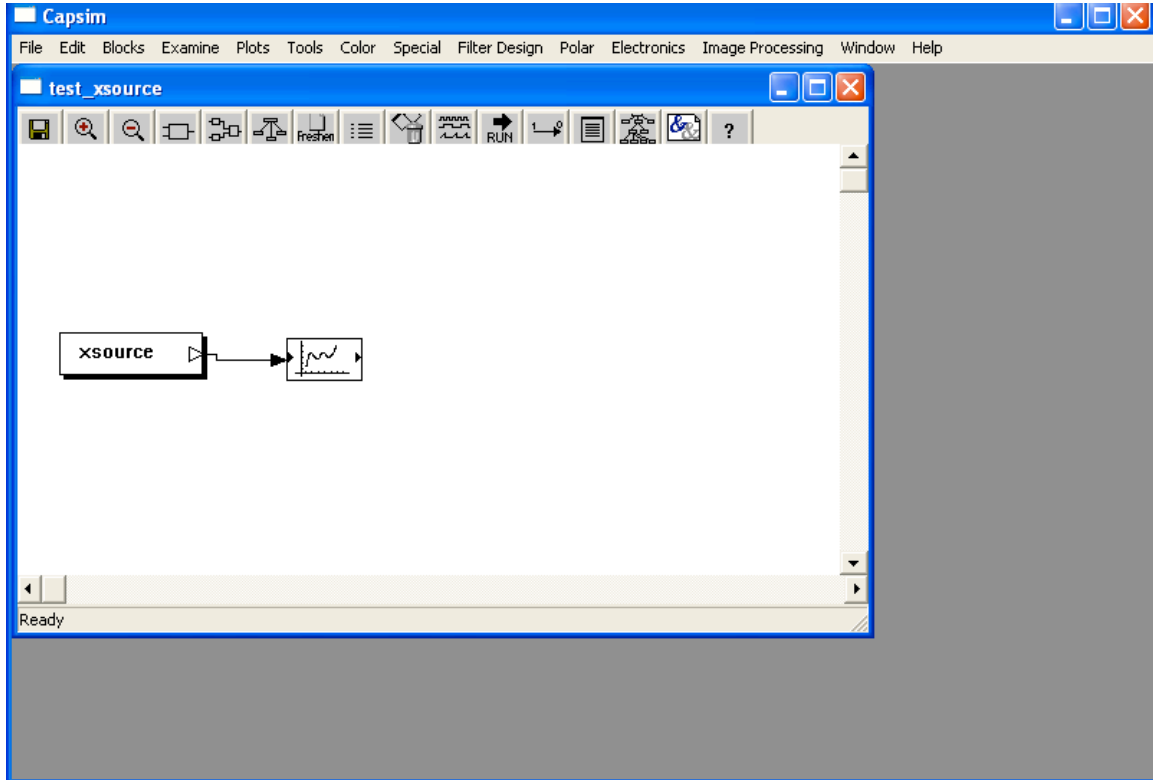 Capsim
File Edit Blocks Examine Plots Tools Color Special Filter Design Polar Electronics Image Processing Window Help
test_xsource
Freshen RUN 1 & & ?
xsource
Ready